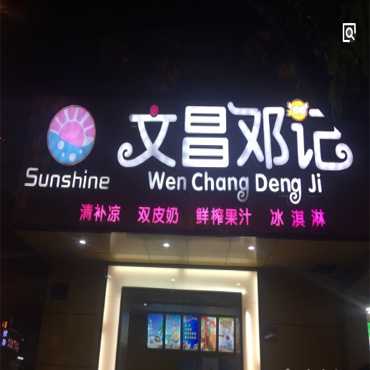 文昌邓记
Sunshine
Wen Chang Deng Ji
清补凉 双皮奶 鲜榨果汁 冰淇淋